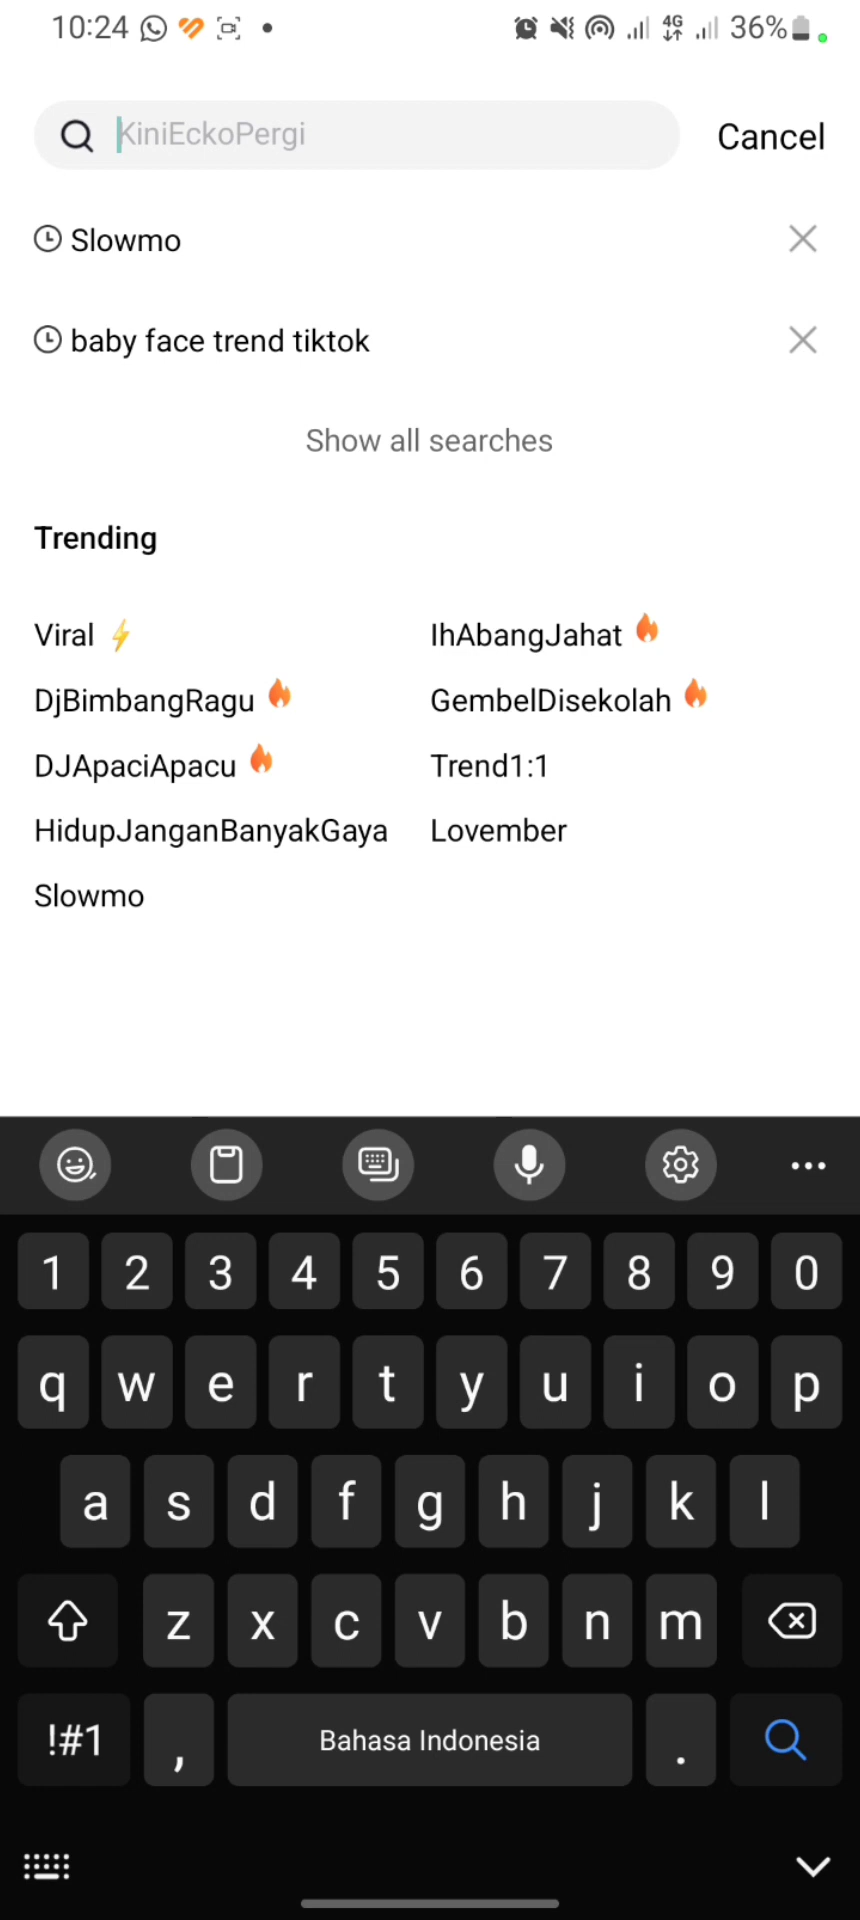 10:24 4G 36%
KiniEckoPergi Cancel
Slowmo
baby face trend tiktok
Show all searches
Trending
Viral IhAbangJahat
DjBimbangRagu GembelDisekolah
DJApaciApacu Trend1:1
HidupJanganBanyakGaya Lovember
Slowmo
1 2 3 4 5 6 7 8 9 0
q w e r t y u i o p
a s d f g h j k l
z x c v b n m
!#1 , Bahasa Indonesia .